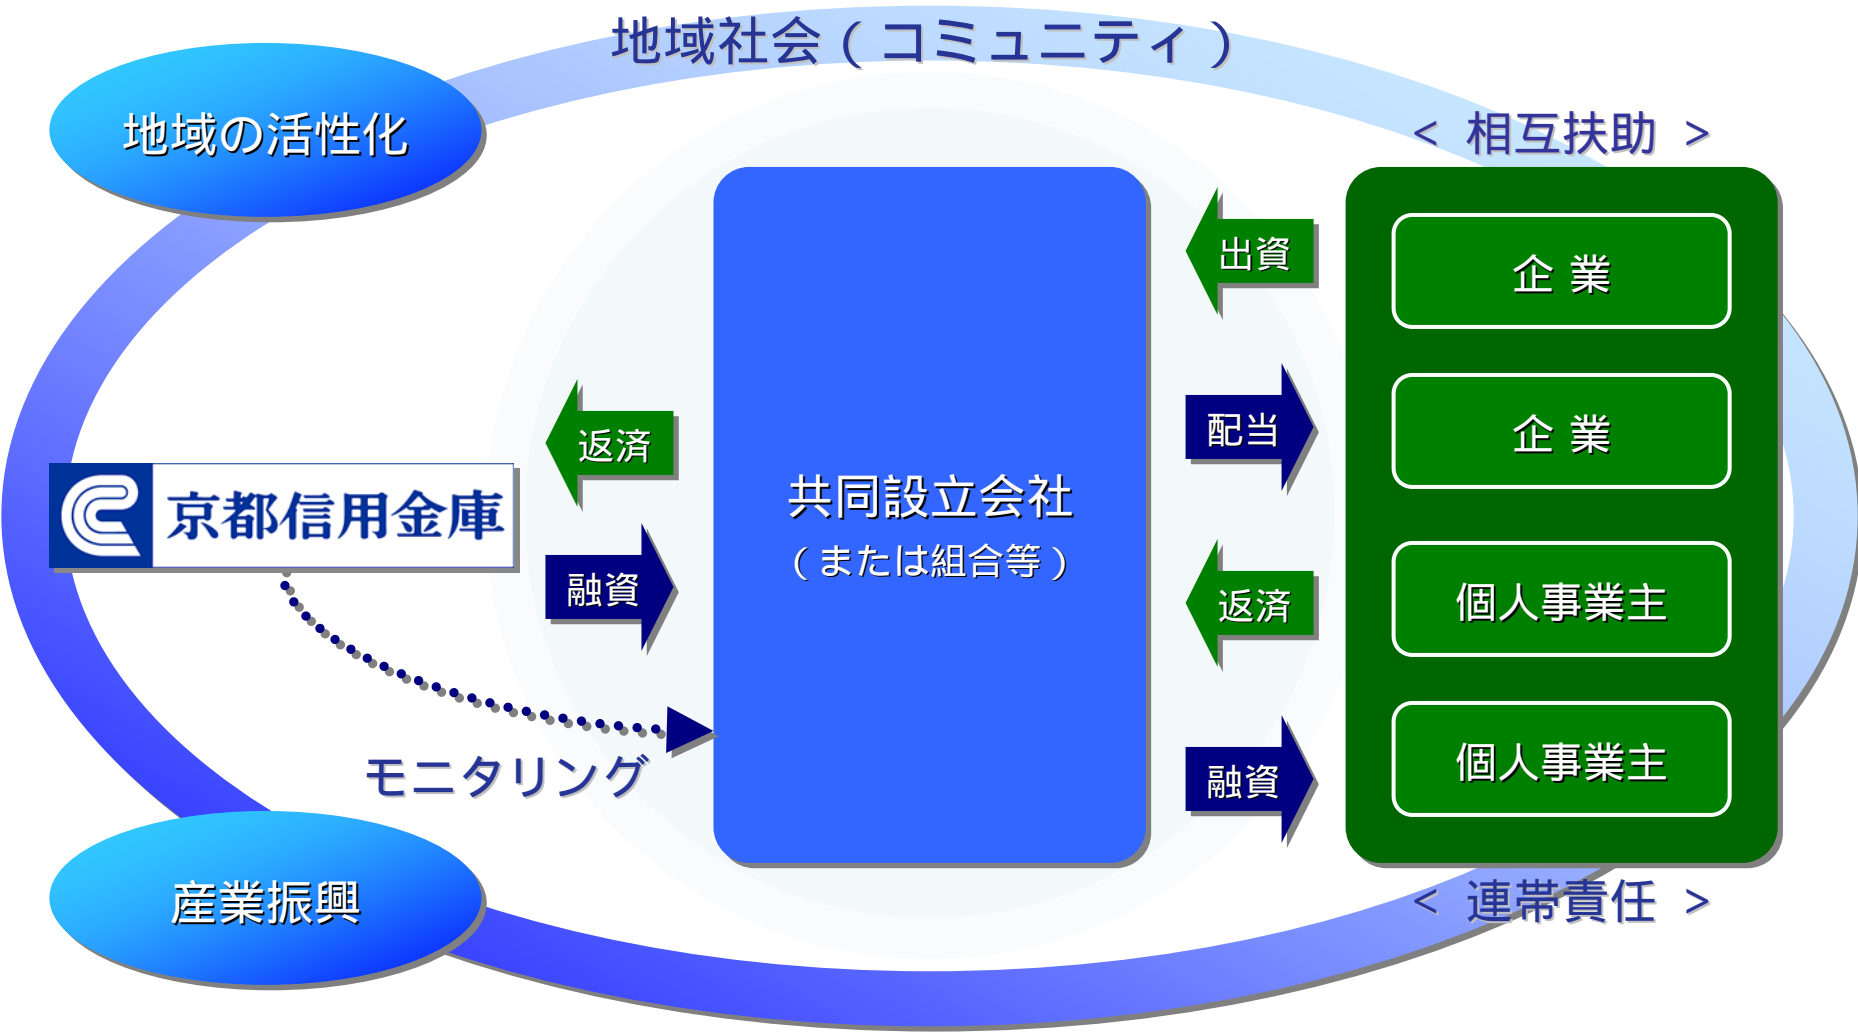 地域社会（コミュニティ）
地域の活性化
< 相互扶助 >
出資
企 業
配当
企 業
返済
京都信用金庫
共同設立会社
（または組合等）
融資
返済
個人事業主
モニタリング
融資
個人事業主
産業振興
< 連帯責任 >